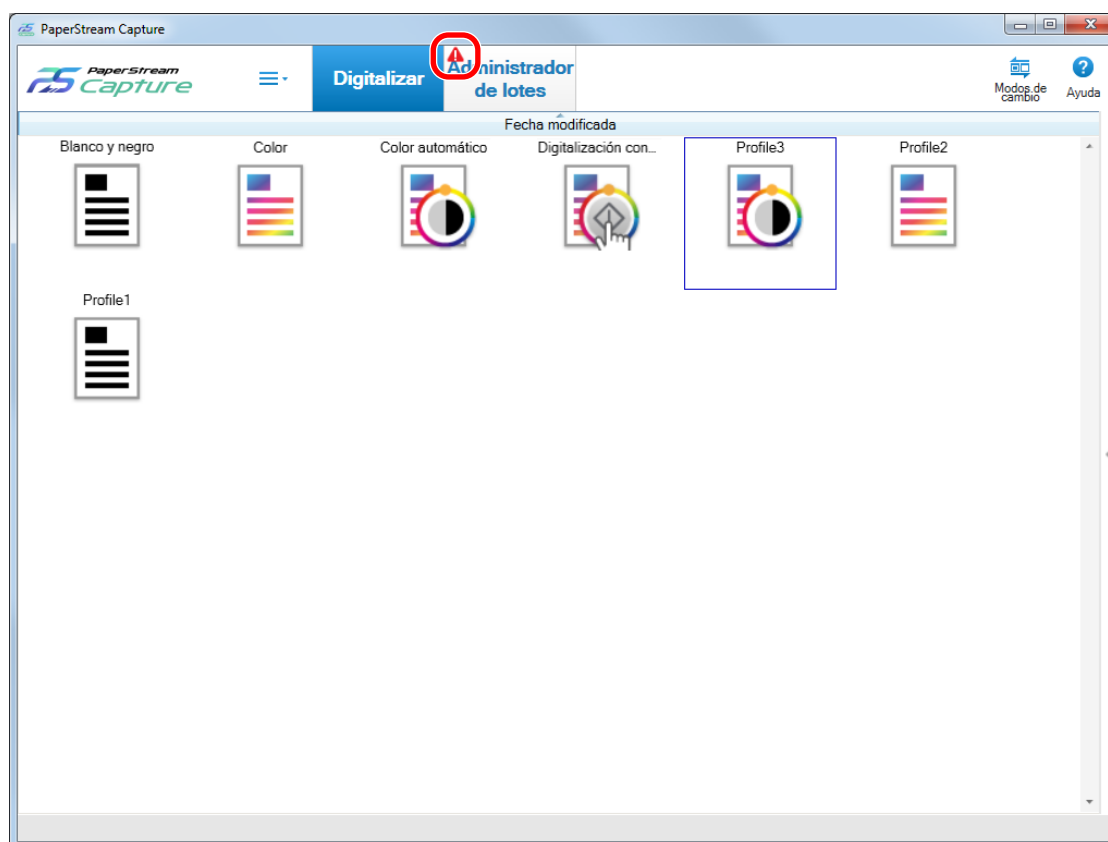 PaperStream Capture
PaperStream
Capture
Digitalizar
Administrador
de lotes
Modos de
cambio
Ayuda
Fecha modificada
Blanco y negro
Color
Color automático
Digitalización con...
Profile3
Profile2
Profile1